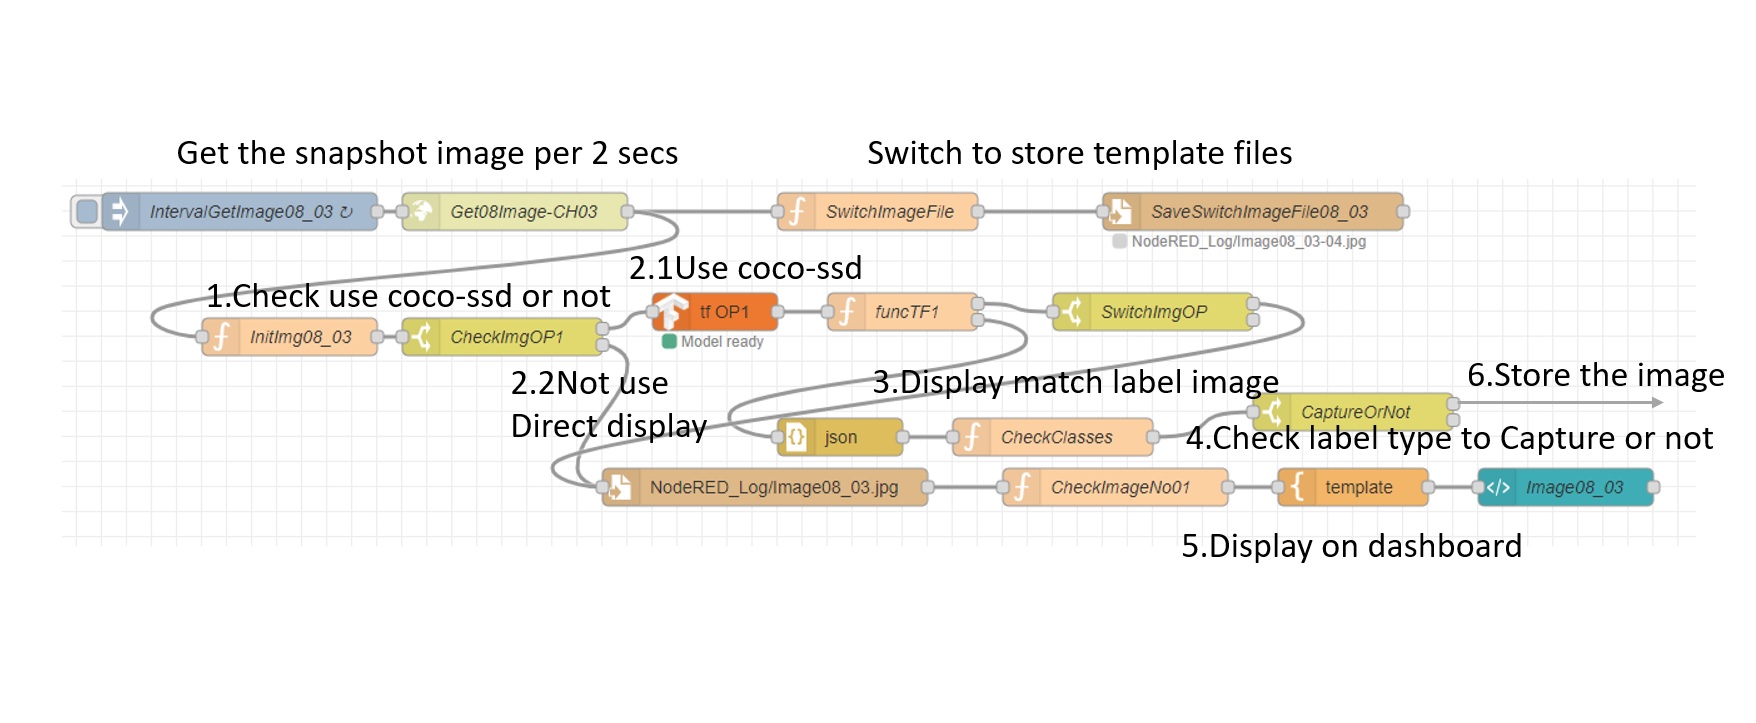 Get the snapshot image per 2 secs
Switch to store template files
IntervalGetImage08_03 ↻
Get08Image-CH03
SwitchImageFile
SaveSwitchImageFile08_03
NodeRED_Log/Image08_03-04.jpg
2.1Use coco-ssd
1.Check use coco-ssd or not
tf OP1
funcTF1
SwitchImgOP
InitImg08_03
CheckImgOP1
Model ready
2.2Not use
Direct display
3.Display match label image
6.Store the image
CaptureOrNot
json
CheckClasses
4.Check label type to Capture or not
NodeRED_Log/Image08_03.jpg
CheckImageNo01
template
Image08_03
5.Display on dashboard